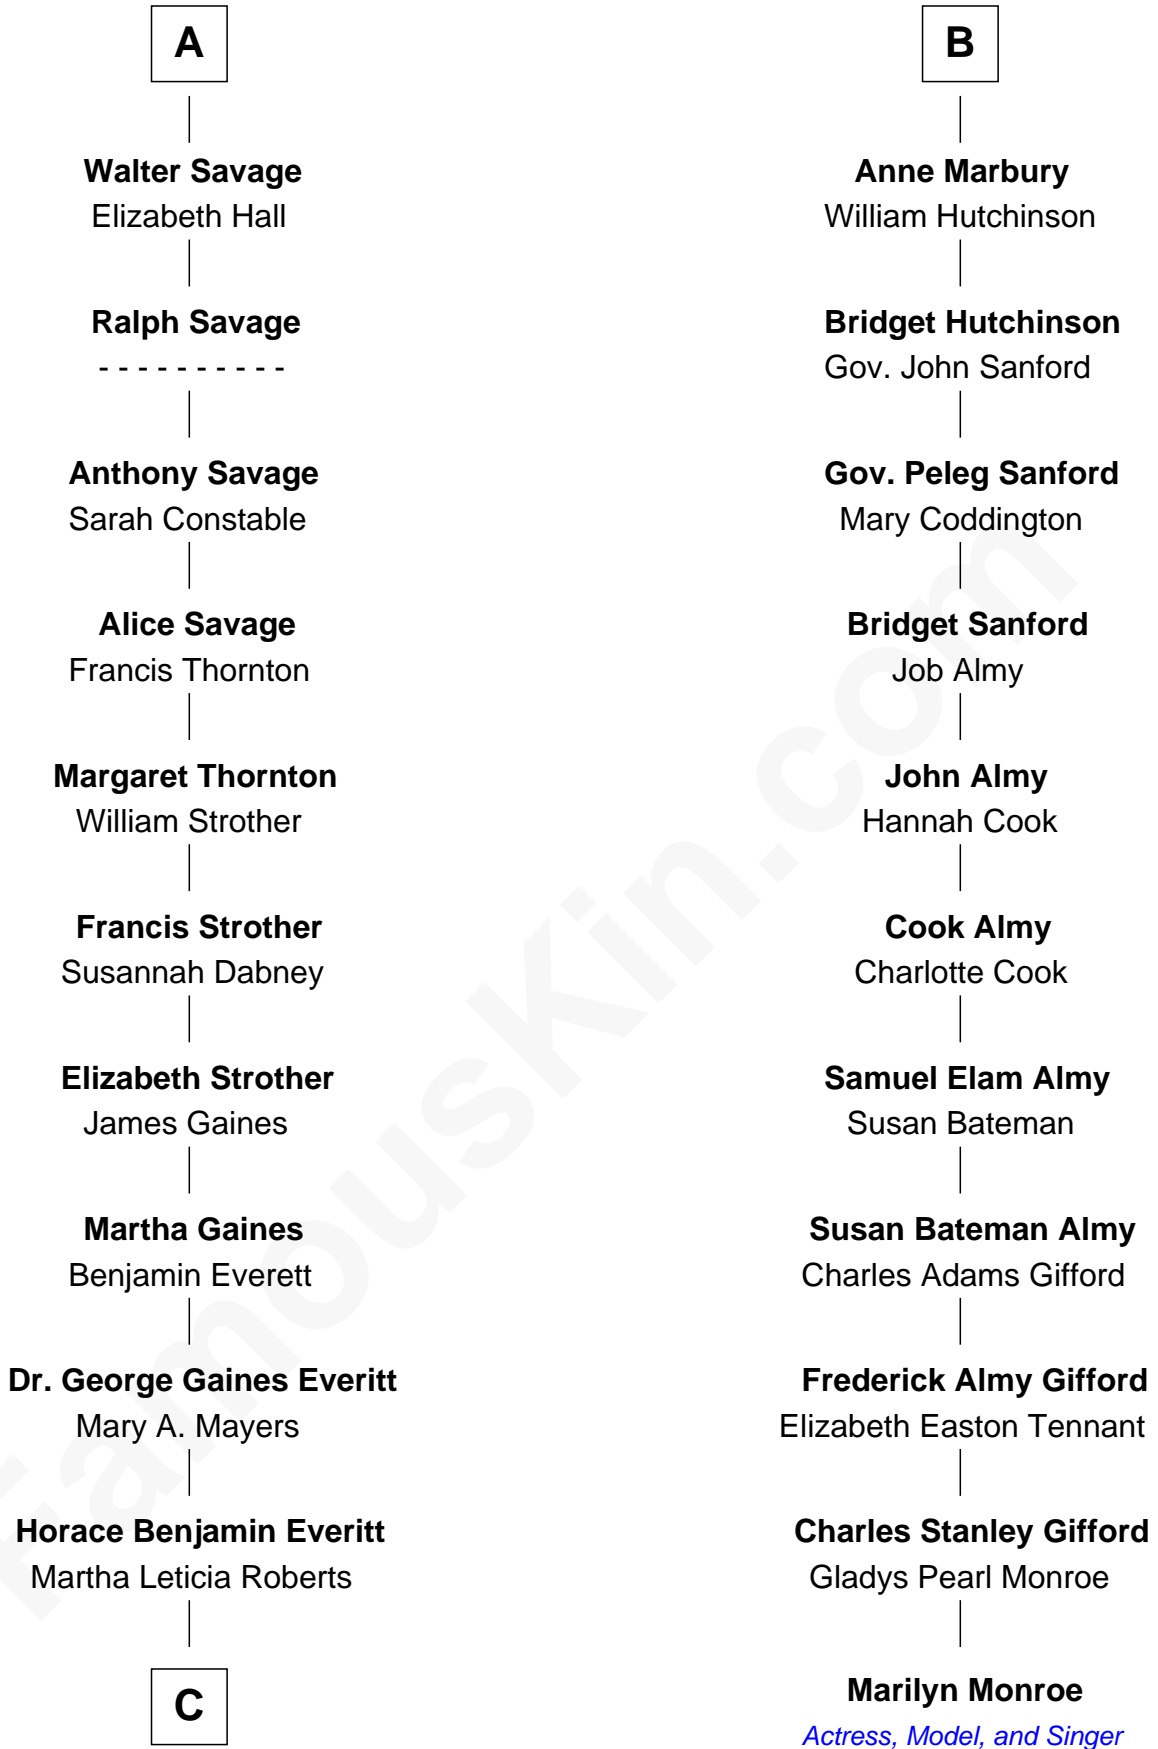 A
Walter Savage
Elizabeth Hall
Ralph Savage
- - - - - - - - - -
Anthony Savage
Sarah Constable
Alice Savage
Francis Thornton
Margaret Thornton
William Strother
Francis Strother
Susannah Dabney
Elizabeth Strother
James Gaines
Martha Gaines
Benjamin Everett
Dr. George Gaines Everitt
Mary A. Mayers
Horace Benjamin Everitt
Martha Leticia Roberts
C
B
Anne Marbury
William Hutchinson
Bridget Hutchinson
Gov. John Sanford
Gov. Peleg Sanford
Mary Coddington
Bridget Sanford
Job Almy
John Almy
Hannah Cook
Cook Almy
Charlotte Cook
Samuel Elam Almy
Susan Bateman
Susan Bateman Almy
Charles Adams Gifford
Frederick Almy Gifford
Elizabeth Easton Tennant
Charles Stanley Gifford
Gladys Pearl Monroe
Marilyn Monroe
Actress, Model, and Singer
FamousKin.com